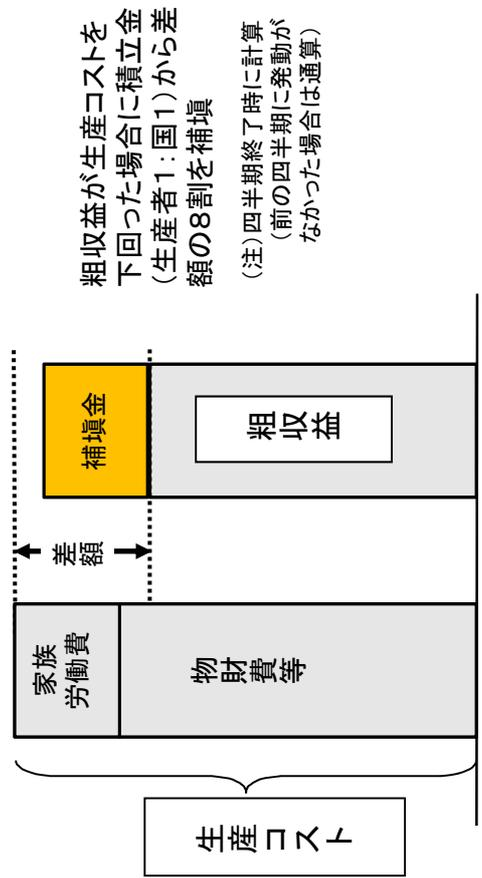 生産コスト
家族
労働費
物
財
費
等
差
額
補塡金
粗
収
益
粗収益が生産コストを
下回った場合に積立金
(生産者1:国1)から差
額の8割を補塡
(注)四半期終了時に計算
(前の四半期に発動が
なかった場合は通算)